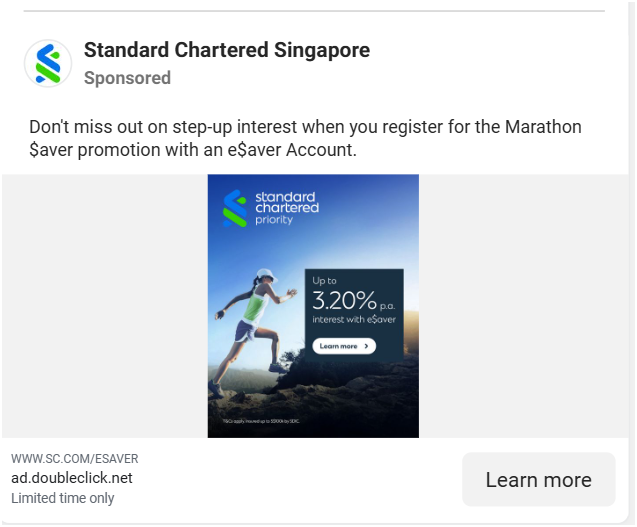 Standard Chartered Singapore
Sponsored
Don't miss out on step-up interest when you register for the Marathon
$aver promotion with an e$aver Account.
standard
chartered
priority
Up to
3.20% p.a.
interest with e$aver
Learn more
T&Cs apply. Insured up to S$100k by SDIC.
WWW.SC.COM/ESAVER
ad.doubleclick.net
Limited time only
Learn more